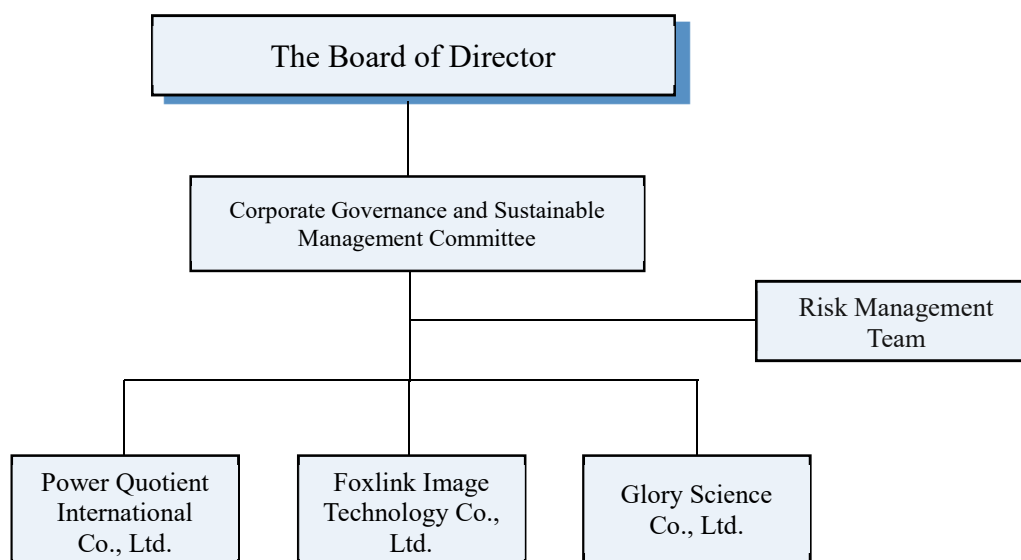 The Board of Director
Corporate Governance and Sustainable
Management Committee
Risk Management
Team
Power Quotient
International
Co., Ltd.
Foxlink Image
Technology Co.,
Ltd.
Glory Science
Co., Ltd.